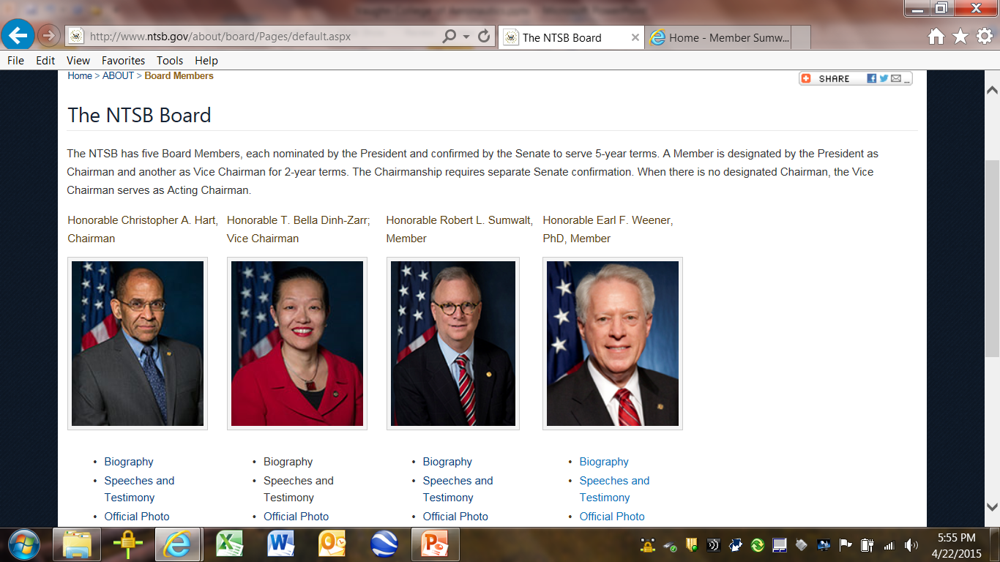 http://www.ntsb.gov/about/board/Pages/default.aspx
The NTSB Board
Home - Member Sumw...
File Edit View Favorites Tools Help
Home > ABOUT > Board Members
SHARE
...
The NTSB Board
The NTSB has five Board Members, each nominated by the President and confirmed by the Senate to serve 5-year terms. A Member is designated by the President as
Chairman and another as Vice Chairman for 2-year terms. The Chairmanship requires separate Senate confirmation. When there is no designated Chairman, the Vice
Chairman serves as Acting Chairman.
Honorable Christopher A. Hart,
Chairman
Honorable T. Bella Dinh-Zarr;
Vice Chairman
Honorable Robert L. Sumwalt,
Member
Honorable Earl F. Weener,
PhD, Member
• Biography
• Speeches and
Testimony
• Official Photo
• Biography
• Speeches and
Testimony
• Official Photo
• Biography
• Speeches and
Testimony
• Official Photo
• Biography
• Speeches and
Testimony
• Official Photo
5:55 PM
4/22/2015